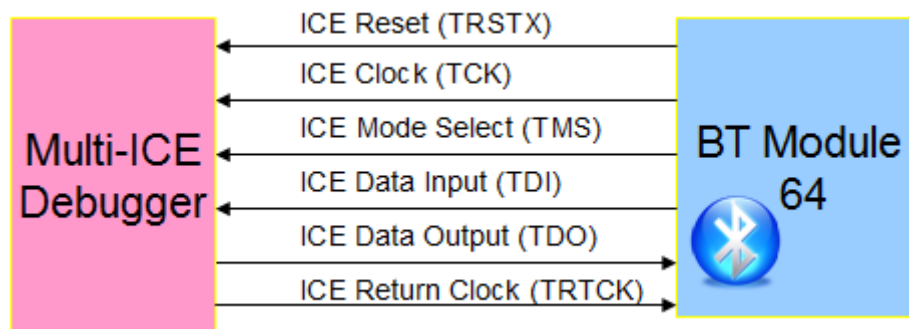 ICE Reset (TRSTX)
ICE Clock (TCK)
ICE Mode Select (TMS)
ICE Data Input (TDI)
ICE Data Output (TDO)
ICE Return Clock (TRTCK)
Multi-ICE
Debugger
BT Module
64